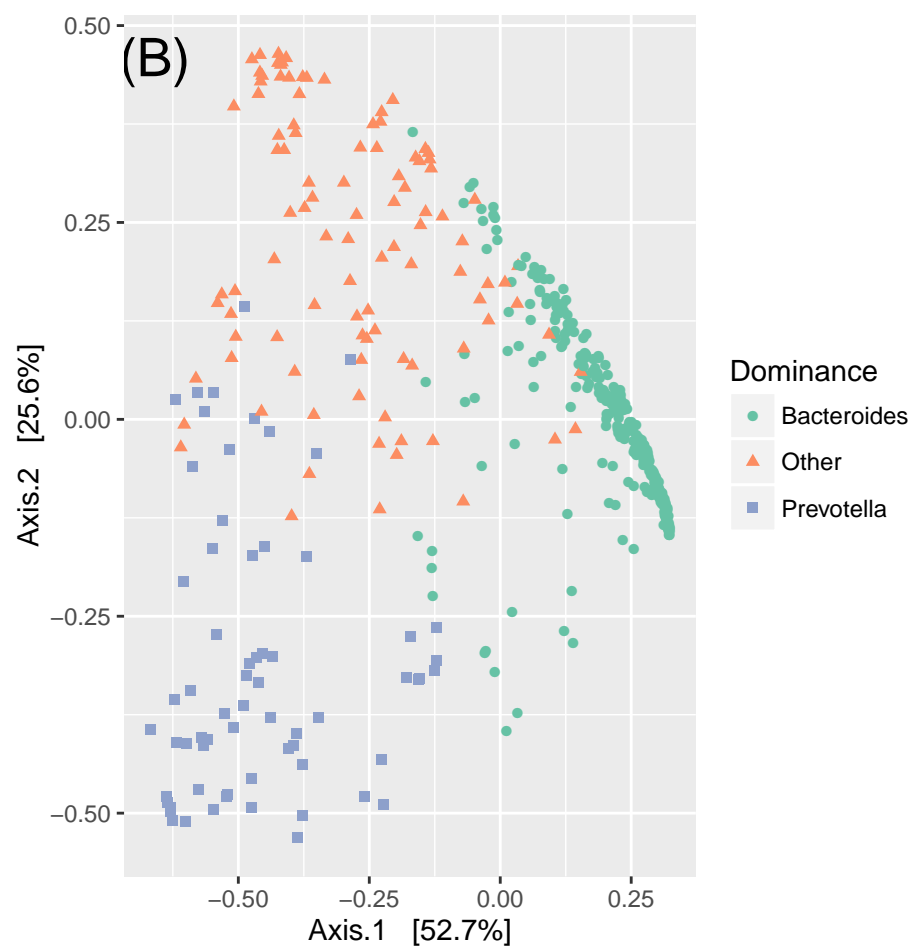 (B)
0.50
0.25
0.00
−0.25
−0.50
Axis.2 [25.6%]
−0.50 −0.25 0.00 0.25
Axis.1 [52.7%]
Dominance
Bacteroides
Other
Prevotella